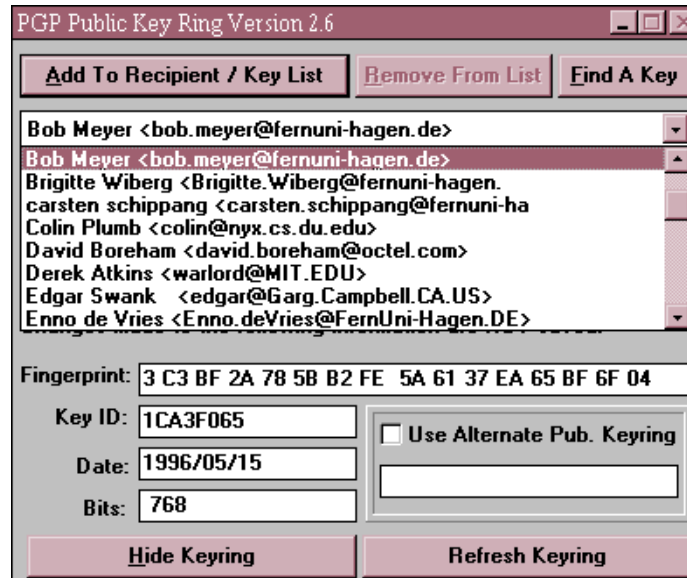 PGP Public Key Ring Version 2.6
Add To Recipient / Key List Remove From List Find A Key
Bob Meyer <bob.meyer@fernuni-hagen.de>
Bob Meyer <bob.meyer@fernuni-hagen.de>
Brigitte Wiberg <Brigitte.Wiberg@fernuni-hagen.
carsten schippang <carsten.schippang@fernuni-ha
Colin Plumb <colin@nyx.cs.du.edu>
David Boreham <david.boreham@octel.com>
Derek Atkins <warlord@MIT.EDU>
Edgar Swank <edgar@Garg.Campbell.CA.US>
Enno de Vries <Enno.deVries@FernUni-Hagen.DE>
Fingerprint: 3 C3 BF 2A 78 5B B2 FE 5A 61 37 EA 65 BF 6F 04
Key ID: 1CA3F065
Use Alternate Pub. Keyring
Date: 1996/05/15
Bits: 768
Hide Keyring Refresh Keyring